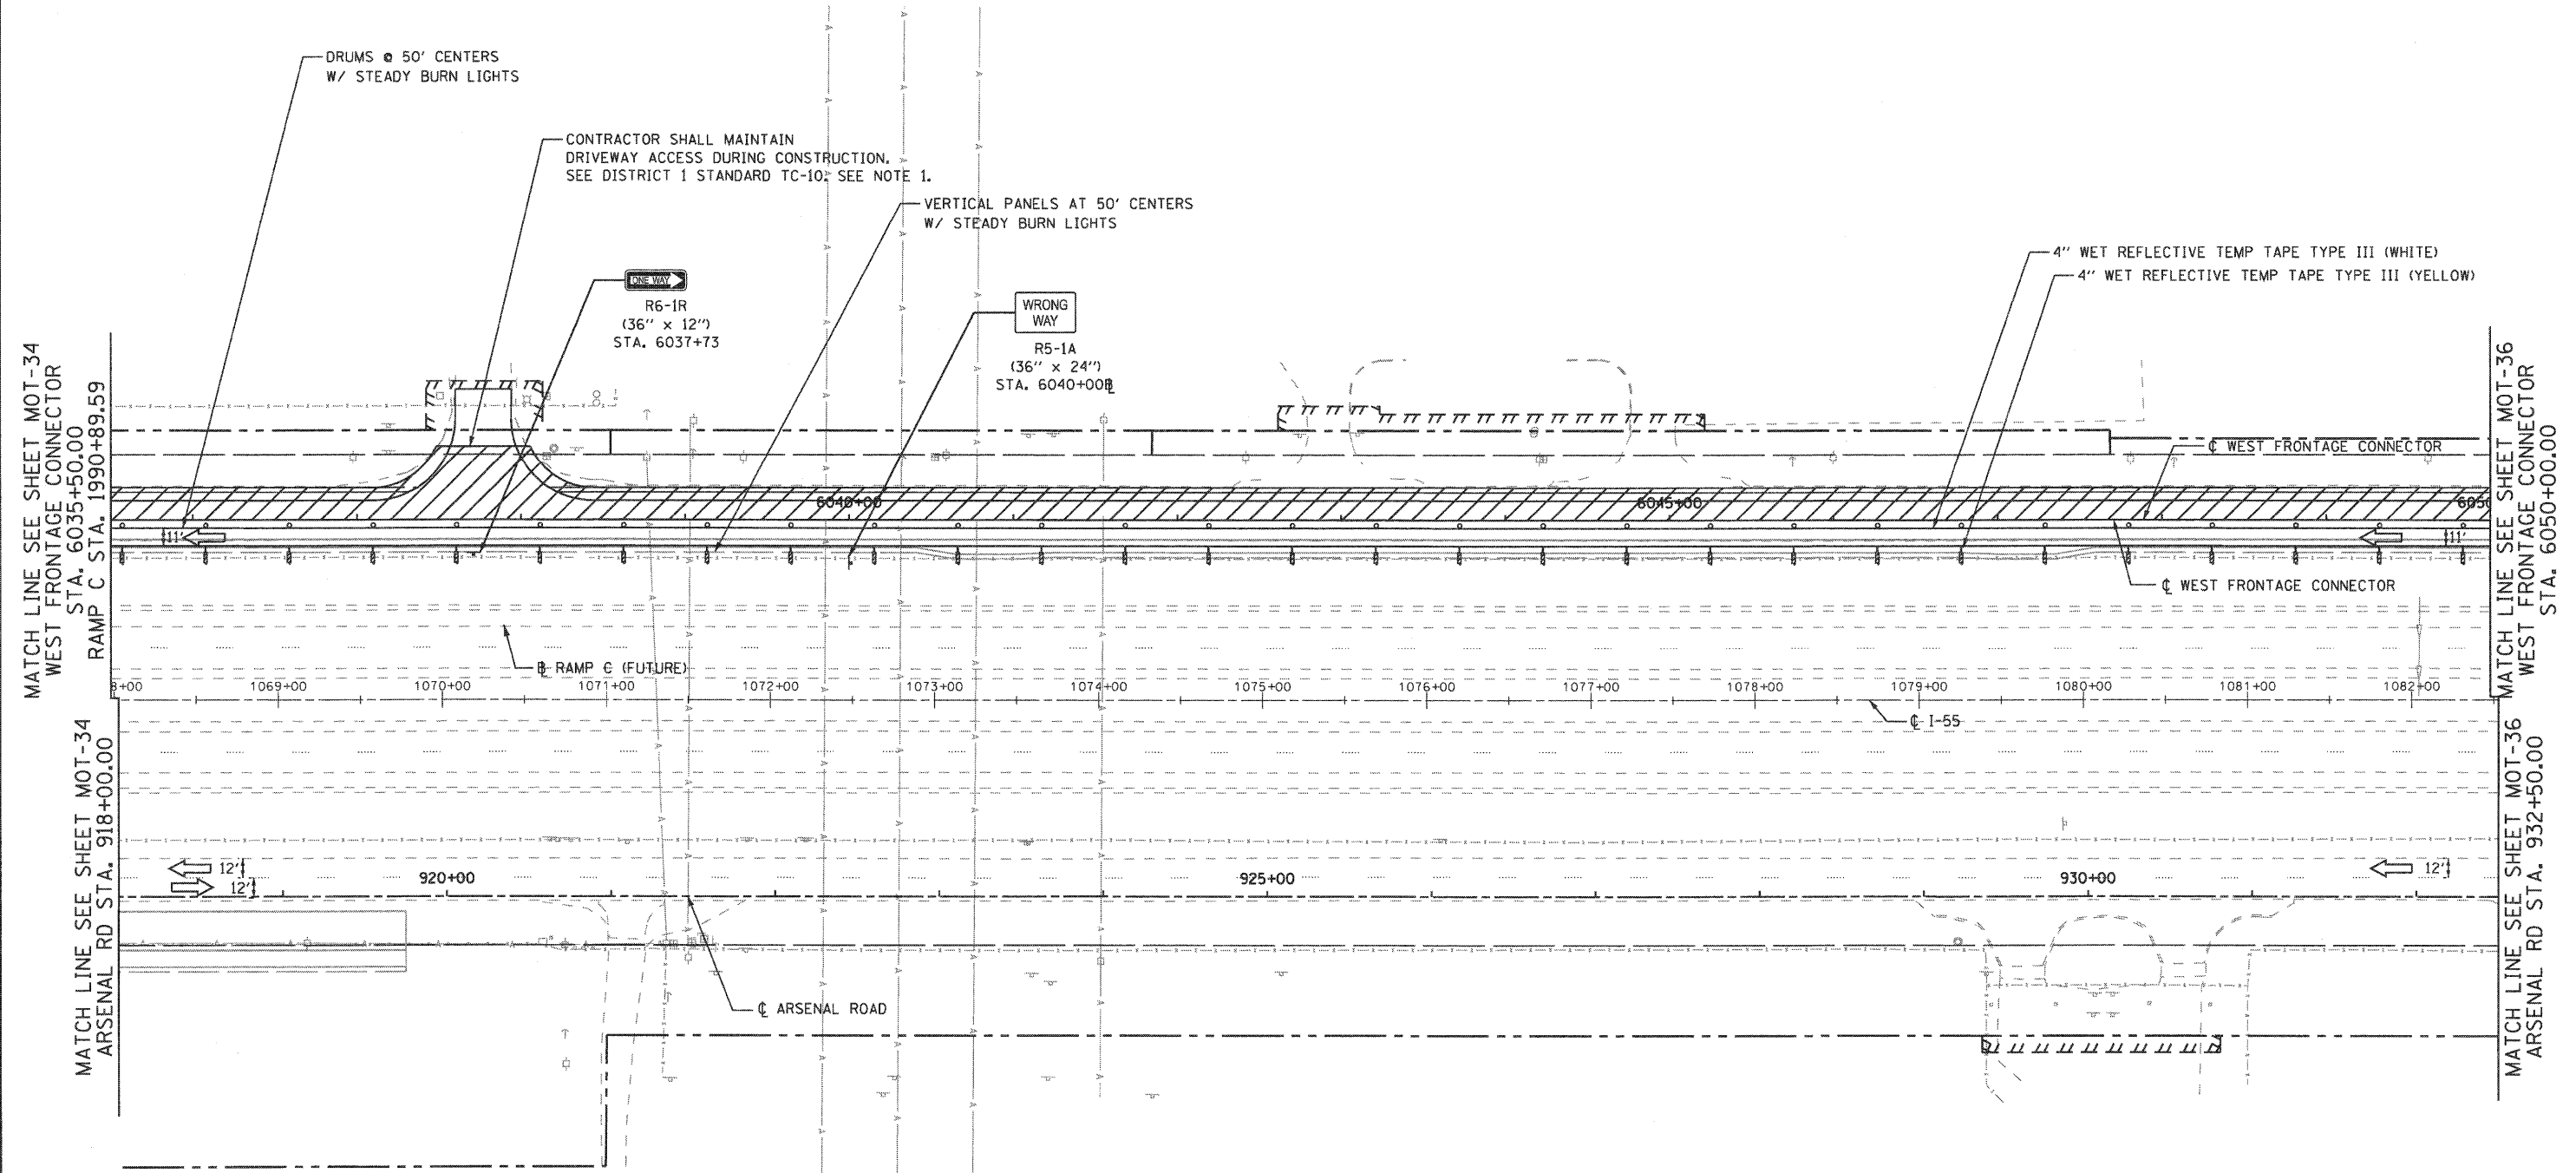 DRUMS @ 50' CENTERS
W/ STEADY BURN LIGHTS
CONTRACTOR SHALL MAINTAIN
DRIVEWAY ACCESS DURING CONSTRUCTION.
SEE DISTRICT 1 STANDARD TC-10. SEE NOTE 1.
VERTICAL PANELS AT 50' CENTERS
W/ STEADY BURN LIGHTS
4" WET REFLECTIVE TEMP TAPE TYPE III (WHITE)
4" WET REFLECTIVE TEMP TAPE TYPE III (YELLOW)
ONE WAY
R6-1R
(36" x 12")
STA. 6037+73
WRONG
WAY
R5-1A
(36" x 24")
STA. 6040+00
MATCH LINE SEE SHEET MOT-34
WEST FRONTAGE CONNECTOR
STA. 6035+50.00
RAMP C STA. 1990+89.59
MATCH LINE SEE SHEET MOT-36
WEST FRONTAGE CONNECTOR
STA. 6050+00.00
℄ WEST FRONTAGE CONNECTOR
6040+00
6045+00
6050
11'
11'
℄ WEST FRONTAGE CONNECTOR
RAMP C (FUTURE)
8+00
1069+00
1070+00
1071+00
1072+00
1073+00
1074+00
1075+00
1076+00
1077+00
1078+00
1079+00
1080+00
1081+00
1082+00
℄ I-55
MATCH LINE SEE SHEET MOT-34
ARSENAL RD STA. 918+00.00
MATCH LINE SEE SHEET MOT-36
ARSENAL RD STA. 932+50.00
12'
12'
12'
920+00
925+00
930+00
℄ ARSENAL ROAD